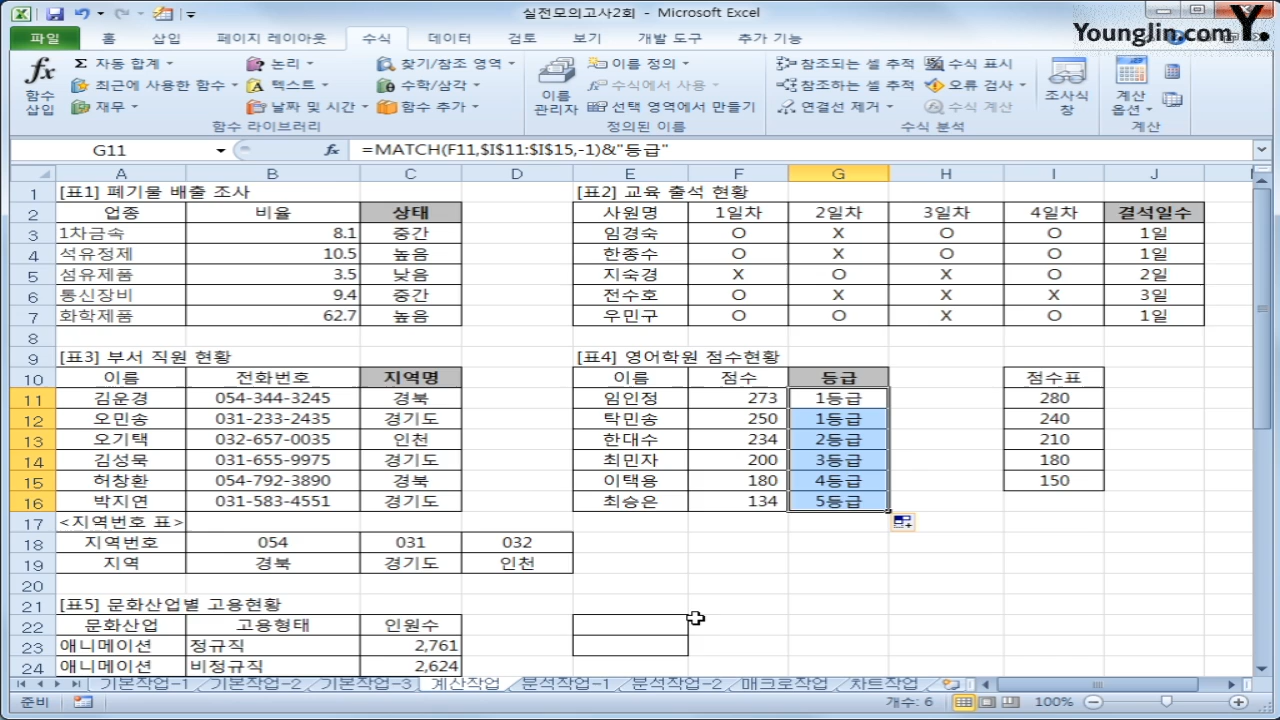 실전모의고사2회 - Microsoft Excel
Younglin.com Y.
파일 홈 삽입 페이지 레이아웃 수식 데이터 검토 보기 개발 도구 추가 기능
fx 함수 삽입
Σ 자동 합계 논리 찾기/참조 영역
최근에 사용한 함수 텍스트 수학/삼각
재무 날짜 및 시간 함수 추가
함수 라이브러리
이름 관리자
이름 정의
수식에서 사용
선택 영역에서 만들기
정의된 이름
참조되는 셀 추적 수식 표시
참조하는 셀 추적 오류 검사
연결선 제거 수식 계산
수식 분석
조사식 창
계산 옵션
계산
G11 fx =MATCH(F11,$I$11:$I$15,-1)&"등급"
A B C D E F G H I J
1 [표1] 폐기물 배출 조사 [표2] 교육 출석 현황
2 업종 비율 상태 사원명 1일차 2일차 3일차 4일차 결석일수
3 1차금속 8.1 중간 임경숙 O X O O 1일
4 석유정제 10.5 높음 한종수 O X O O 1일
5 섬유제품 3.5 낮음 지숙경 X O X O 2일
6 통신장비 9.4 중간 전수호 O X X X 3일
7 화학제품 62.7 높음 우민구 O O X O 1일
8
9 [표3] 부서 직원 현황 [표4] 영어학원 점수현황
10 이름 전화번호 지역명 이름 점수 등급 점수표
11 김운경 054-344-3245 경북 임인정 273 1등급 280
12 오민송 031-233-2435 경기도 탁민송 250 1등급 240
13 오기택 032-657-0035 인천 한대수 234 2등급 210
14 김성묵 031-655-9975 경기도 최민자 200 3등급 180
15 허창환 054-792-3890 경북 이택용 180 4등급 150
16 박지연 031-583-4551 경기도 최승은 134 5등급
17 <지역번호 표>
18 지역번호 054 031 032
19 지역 경북 경기도 인천
20
21 [표5] 문화산업별 고용현황
22 문화산업 고용형태 인원수
23 애니메이션 정규직 2,761
24 애니메이션 비정규직 2,624
기본작업-1 기본작업-2 기본작업-3 계산작업 분석작업-1 분석작업-2 매크로작업 차트작업
준비 개수: 6 100%